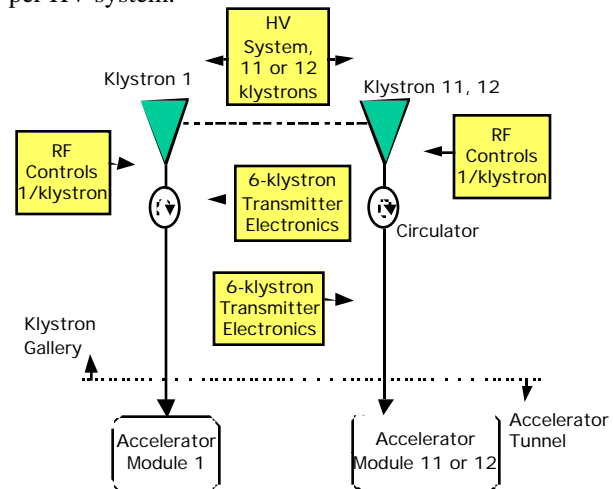 per HV system.
HV
System,
11 or 12
klystrons
Klystron 1
Klystron 11, 12
RF
Controls
1/klystron
RF
Controls
1/klystron
6-klystron
Transmitter
Electronics
Circulator
6-klystron
Transmitter
Electronics
Klystron
Gallery
Accelerator
Tunnel
Accelerator
Module 1
Accelerator
Module 11 or 12